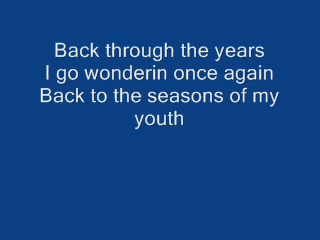 Back through the years
I go wonderin once again
Back to the seasons of my
youth